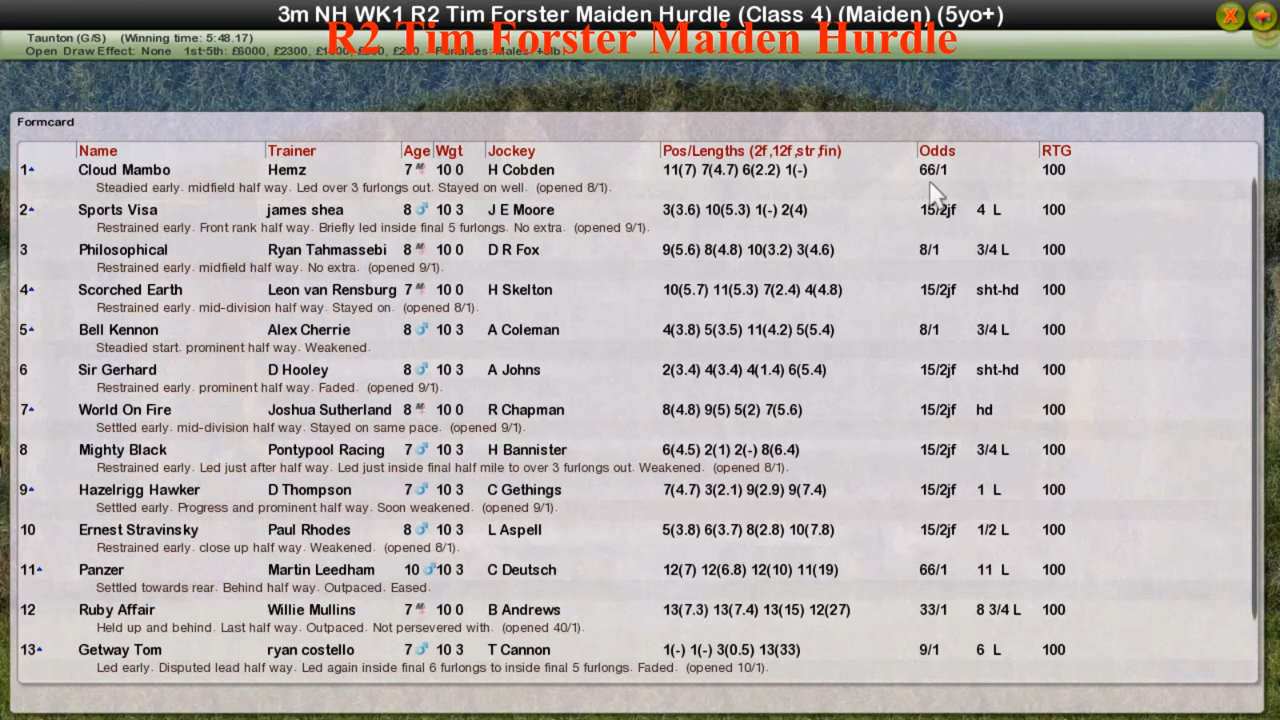 3m NH WK1 R2 Tim Forster Maiden Hurdle (Class 4) (Maiden) (5yo+)
R2 Tim Forster Maiden Hurdle
Taunton (G/S) (Winning time: 5:48.17)
Open Draw Effect: None 1st-5th: £6000, £2300,
Formcard
Name Trainer Age Wgt Jockey Pos/Lengths (2f,12f,str,fin) Odds RTG
1 Cloud Mambo Hemz 7 10 0 H Cobden 11(7) 7(4.7) 6(2.2) 1(-) 66/1 100
Steadied early. midfield half way. Led over 3 furlongs out. Stayed on well. (opened 8/1).
2 Sports Visa james shea 8 10 3 J E Moore 3(3.6) 10(5.3) 1(-) 2(4) 15/2jf 4 L 100
Restrained early. Front rank half way. Briefly led inside final 5 furlongs. No extra. (opened 9/1).
3 Philosophical Ryan Tahmassebi 8 10 0 D R Fox 9(5.6) 8(4.8) 10(3.2) 3(4.6) 8/1 3/4 L 100
Restrained early. midfield half way. No extra. (opened 9/1).
4 Scorched Earth Leon van Rensburg 7 10 0 H Skelton 10(5.7) 11(5.3) 7(2.4) 4(4.8) 15/2jf sht-hd 100
Restrained early. mid-division half way. Stayed on. (opened 8/1).
5 Bell Kennon Alex Cherrie 8 10 3 A Coleman 4(3.8) 5(3.5) 11(4.2) 5(5.4) 8/1 3/4 L 100
Steadied start. prominent half way. Weakened.
6 Sir Gerhard D Hooley 8 10 3 A Johns 2(3.4) 4(3.4) 4(1.4) 6(5.4) 15/2jf sht-hd 100
Restrained early. prominent half way. Faded. (opened 9/1).
7 World On Fire Joshua Sutherland 8 10 0 R Chapman 8(4.8) 9(5) 5(2) 7(5.6) 15/2jf hd 100
Settled early. mid-division half way. Stayed on same pace. (opened 9/1).
8 Mighty Black Pontypool Racing 7 10 3 H Bannister 6(4.5) 2(1) 2(-) 8(6.4) 15/2jf 3/4 L 100
Restrained early. Led just after half way. Led just inside final half mile to over 3 furlongs out. Weakened. (opened 8/1).
9 Hazelrigg Hawker D Thompson 7 10 3 C Gethings 7(4.7) 3(2.1) 9(2.9) 9(7.4) 15/2jf 1 L 100
Settled early. Progress and prominent half way. Soon weakened. (opened 9/1).
10 Ernest Stravinsky Paul Rhodes 8 10 3 L Aspell 5(3.8) 6(3.7) 8(2.8) 10(7.8) 15/2jf 1/2 L 100
Restrained early. close up half way. Weakened. (opened 8/1).
11 Panzer Martin Leedham 10 10 3 C Deutsch 12(7) 12(6.8) 12(10) 11(19) 66/1 11 L 100
Settled towards rear. Behind half way. Outpaced. Eased.
12 Ruby Affair Willie Mullins 7 10 0 B Andrews 13(7.3) 13(7.4) 13(15) 12(27) 33/1 8 3/4 L 100
Held up and behind. Last half way. Outpaced. Not persevered with. (opened 40/1).
13 Getway Tom ryan costello 7 10 3 T Cannon 1(-) 1(-) 3(0.5) 13(33) 9/1 6 L 100
Led early. Disputed lead half way. Led again inside final 6 furlongs to inside final 5 furlongs. Faded. (opened 10/1).